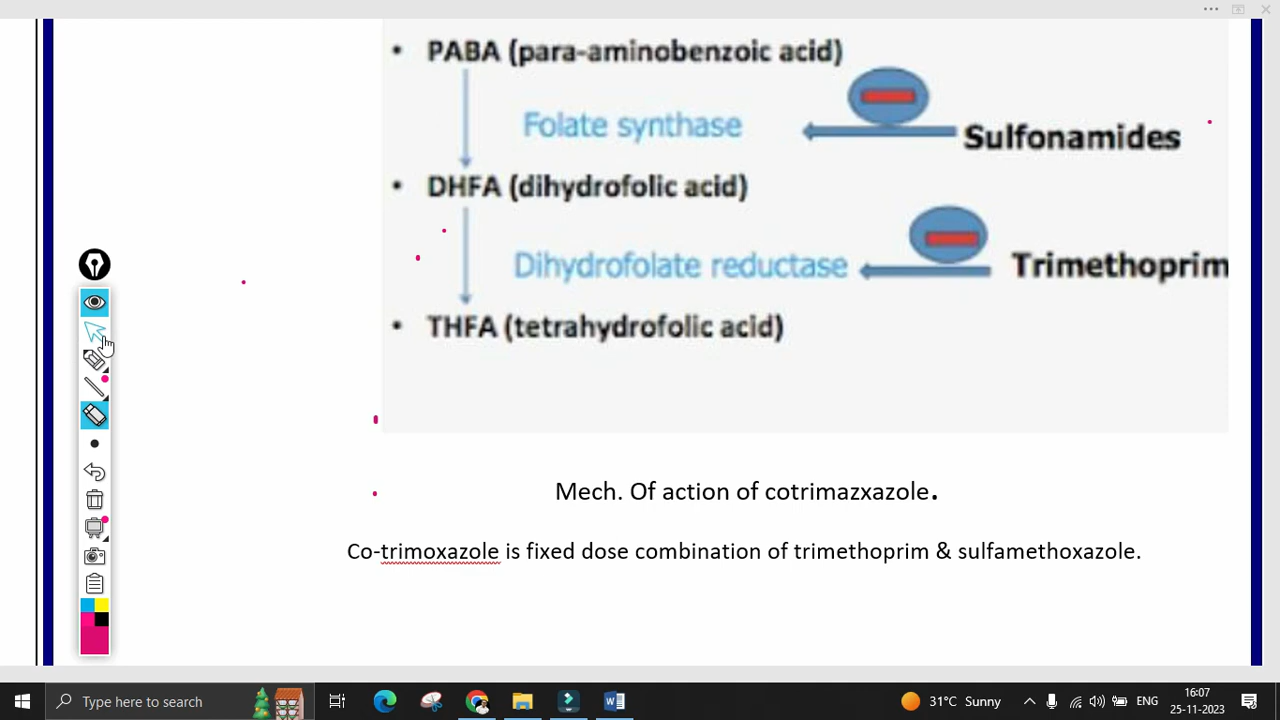 • PABA (para-aminobenzoic acid)
Folate synthase
Sulfonamides
• DHFA (dihydrofolic acid)
Dihydrofolate reductase
Trimethoprim
• THFA (tetrahydrofolic acid)
Mech. Of action of cotrimazxazole.
Co-trimoxazole is fixed dose combination of trimethoprim & sulfamethoxazole.
Type here to search
31°C Sunny
ENG
16:07
25-11-2023